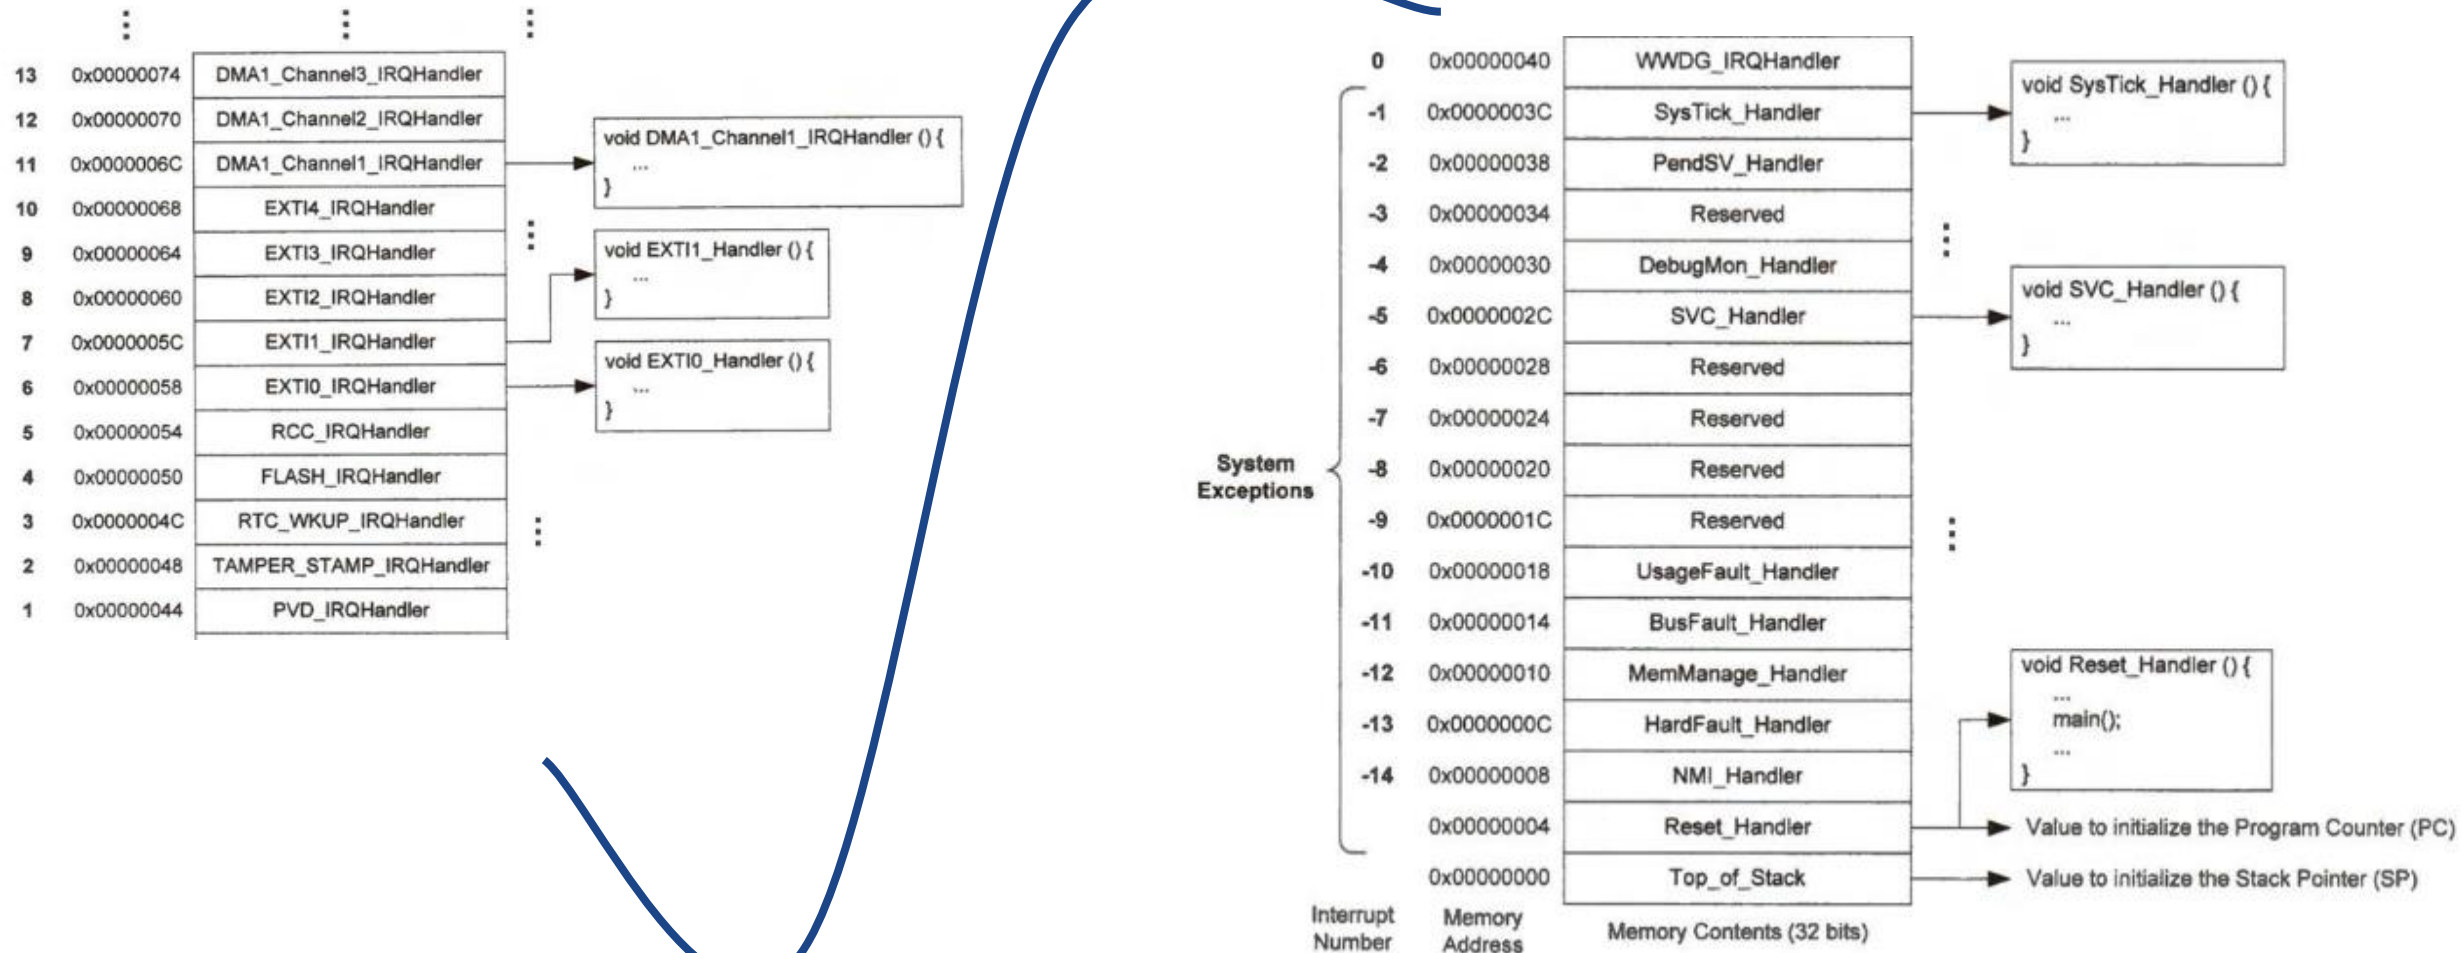 13 0x00000074 DMA1_Channel3_IRQHandler
12 0x00000070 DMA1_Channel2_IRQHandler
11 0x0000006C DMA1_Channel1_IRQHandler
10 0x00000068 EXTI4_IRQHandler
9 0x00000064 EXTI3_IRQHandler
8 0x00000060 EXTI2_IRQHandler
7 0x0000005C EXTI1_IRQHandler
6 0x00000058 EXTI0_IRQHandler
5 0x00000054 RCC_IRQHandler
4 0x00000050 FLASH_IRQHandler
3 0x0000004C RTC_WKUP_IRQHandler
2 0x00000048 TAMPER_STAMP_IRQHandler
1 0x00000044 PVD_IRQHandler
void DMA1_Channel1_IRQHandler () {
...
}
void EXTI1_Handler () {
...
}
void EXTI0_Handler () {
...
}
0 0x00000040 WWDG_IRQHandler
-1 0x0000003C SysTick_Handler
-2 0x00000038 PendSV_Handler
-3 0x00000034 Reserved
-4 0x00000030 DebugMon_Handler
-5 0x0000002C SVC_Handler
-6 0x00000028 Reserved
-7 0x00000024 Reserved
-8 0x00000020 Reserved
-9 0x0000001C Reserved
-10 0x00000018 UsageFault_Handler
-11 0x00000014 BusFault_Handler
-12 0x00000010 MemManage_Handler
-13 0x0000000C HardFault_Handler
-14 0x00000008 NMI_Handler
0x00000004 Reset_Handler
0x00000000 Top_of_Stack
System
Exceptions
Interrupt
Number
Memory
Address
Memory Contents (32 bits)
void SysTick_Handler () {
...
}
void SVC_Handler () {
...
}
void Reset_Handler () {
...
main();
...
}
Value to initialize the Program Counter (PC)
Value to initialize the Stack Pointer (SP)